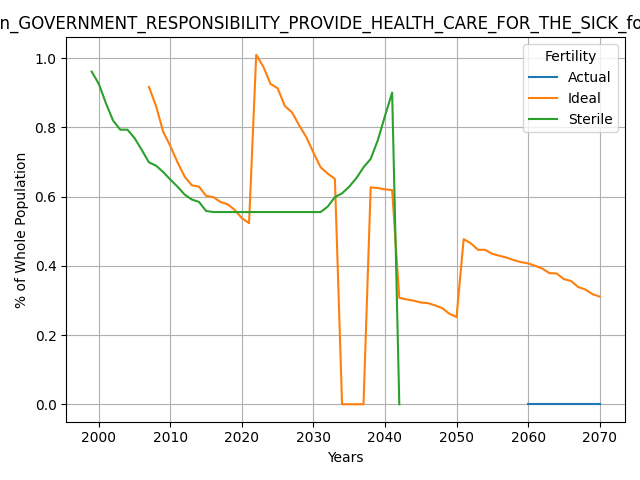 n_GOVERNMENT_RESPONSIBILITY_PROVIDE_HEALTH_CARE_FOR_THE_SICK_fo
Fertility
Actual
Ideal
Sterile
% of Whole Population
1.0
0.8
0.6
0.4
0.2
0.0
2000 2010 2020 2030 2040 2050 2060 2070
Years